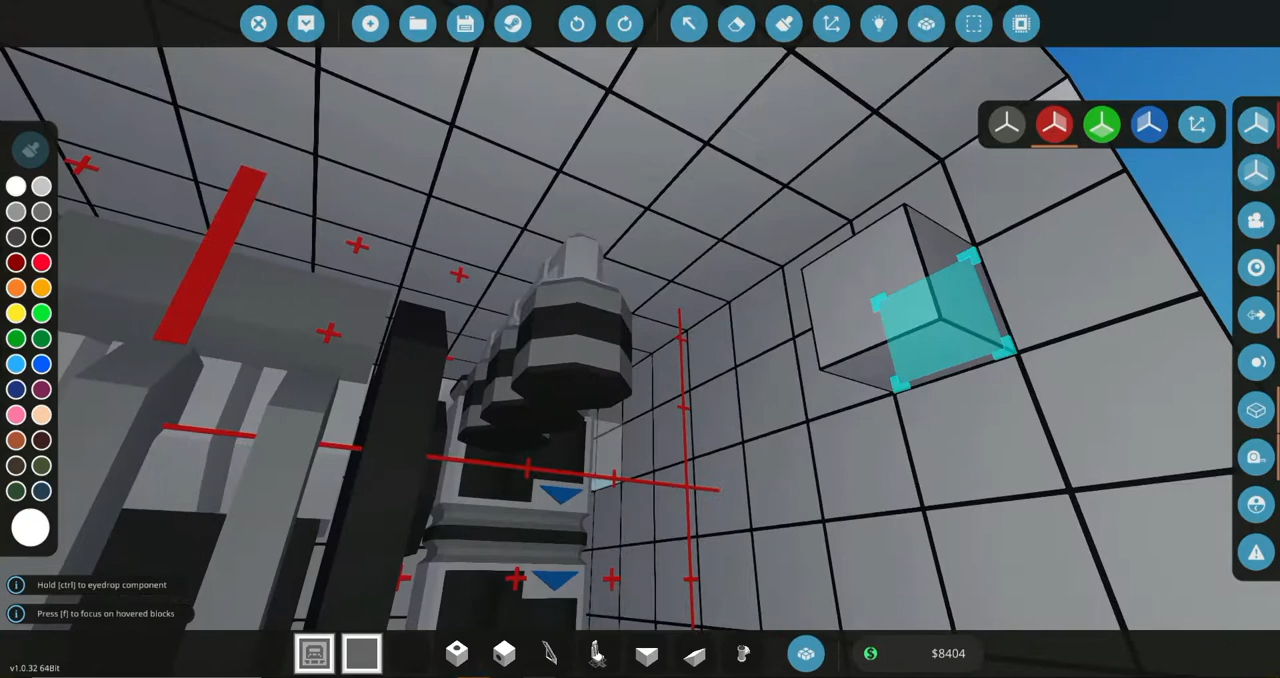 Hold [ctrl] to eyedrop component
Press [f] to focus on hovered blocks
v1.0.32 64Bit
$8404